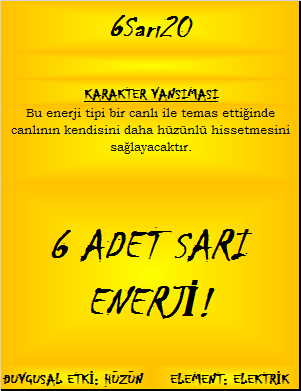 6Sarı20
KARAKTER YANSIMASI
Bu enerji tipi bir canlı ile temas ettiğinde
canlının kendisini daha hüzünlü hissetmesini
sağlayacaktır.
6 ADET SARI
ENERJİ!
DUYGUSAL ETKİ: HÜZÜN ELEMENT: ELEKTRİK